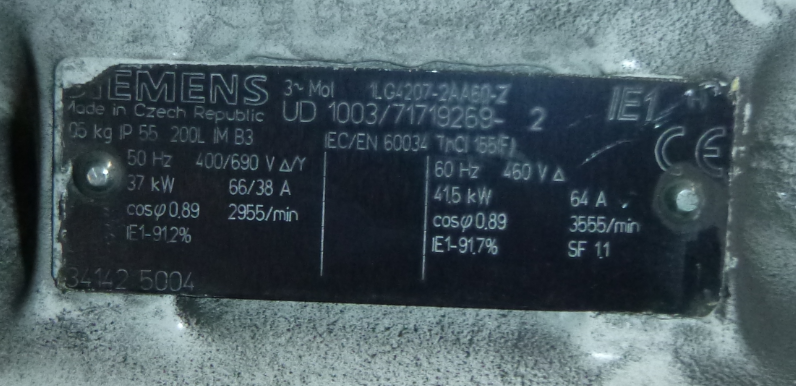 SIEMENS 3~ Mot 1LG4207-2AA60-Z IE1
Made in Czech Republic UD 1003/71719269- 2
05 kg IP 55 200L IM B3 IEC/EN 60034 ThCl 155(F) CE
50 Hz 400/690 V Δ/Y 60 Hz 460 V Δ
37 kW 66/38 A 41.5 kW 64 A
cosφ 0.89 2955/min cosφ 0.89 3555/min
IE1-91.2% IE1-91.7% SF 1.1
34142 5004